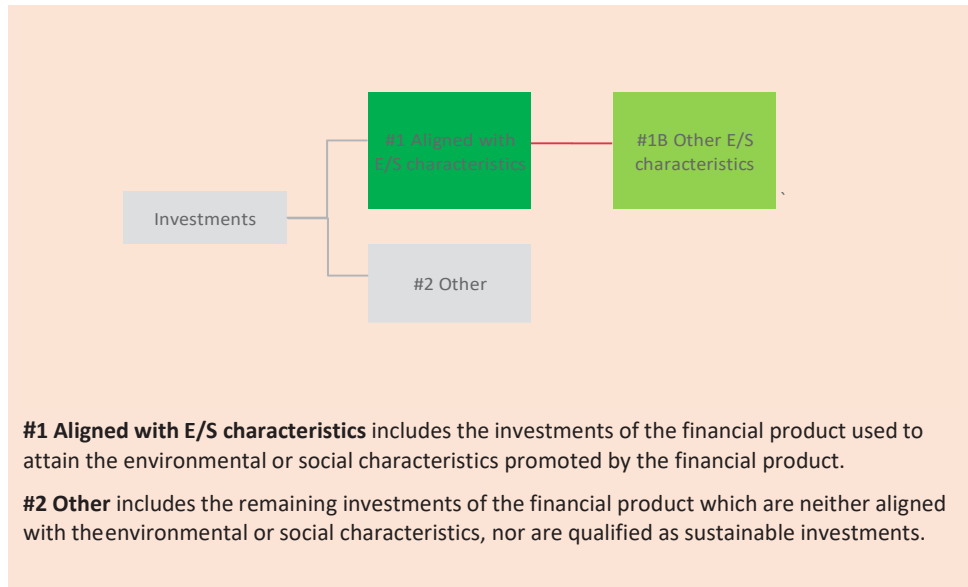 #1 Aligned with
E/S characteristics
#1B Other E/S
characteristics
`
Investments
#2 Other
#1 Aligned with E/S characteristics includes the investments of the financial product used to
attain the environmental or social characteristics promoted by the financial product.
#2 Other includes the remaining investments of the financial product which are neither aligned
with theenvironmental or social characteristics, nor are qualified as sustainable investments.